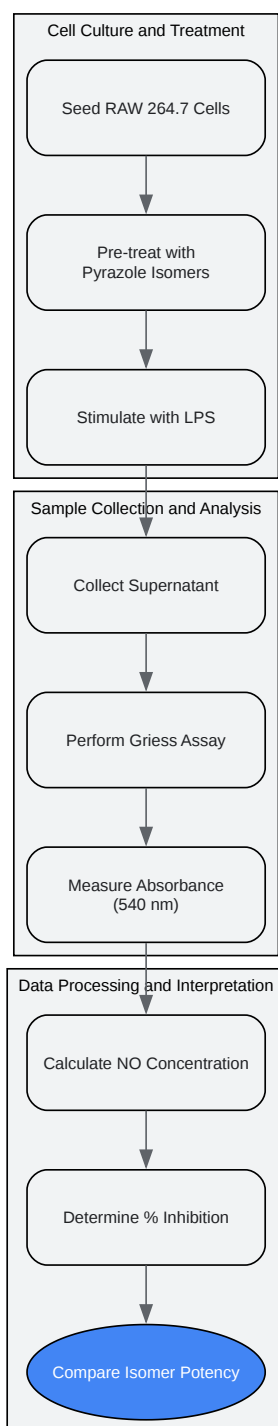 Cell Culture and Treatment
Seed RAW 264.7 Cells
Pre-treat with
Pyrazole Isomers
Stimulate with LPS
Sample Collection and Analysis
Collect Supernatant
Perform Griess Assay
Measure Absorbance
(540 nm)
Data Processing and Interpretation
Calculate NO Concentration
Determine % Inhibition
Compare Isomer Potency